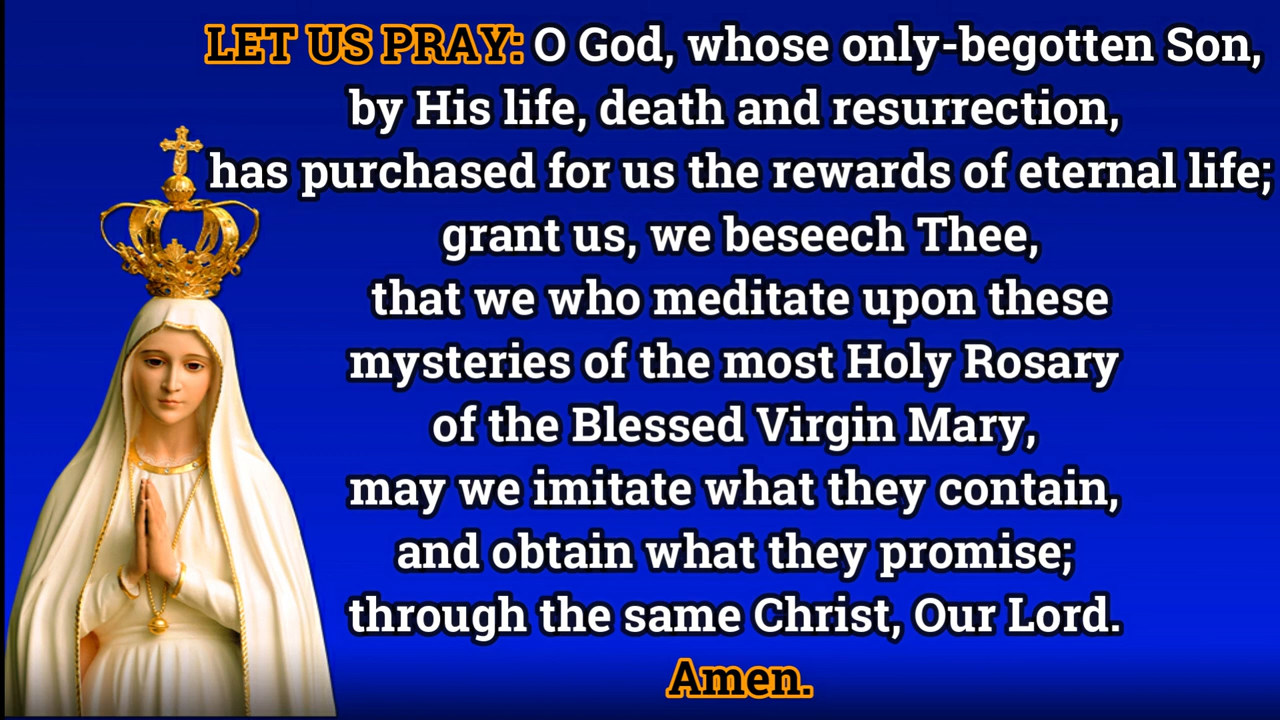 LET US PRAY: O God, whose only-begotten Son,
by His life, death and resurrection,
has purchased for us the rewards of eternal life;
grant us, we beseech Thee,
that we who meditate upon these
mysteries of the most Holy Rosary
of the Blessed Virgin Mary,
may we imitate what they contain,
and obtain what they promise;
through the same Christ, Our Lord.
Amen.